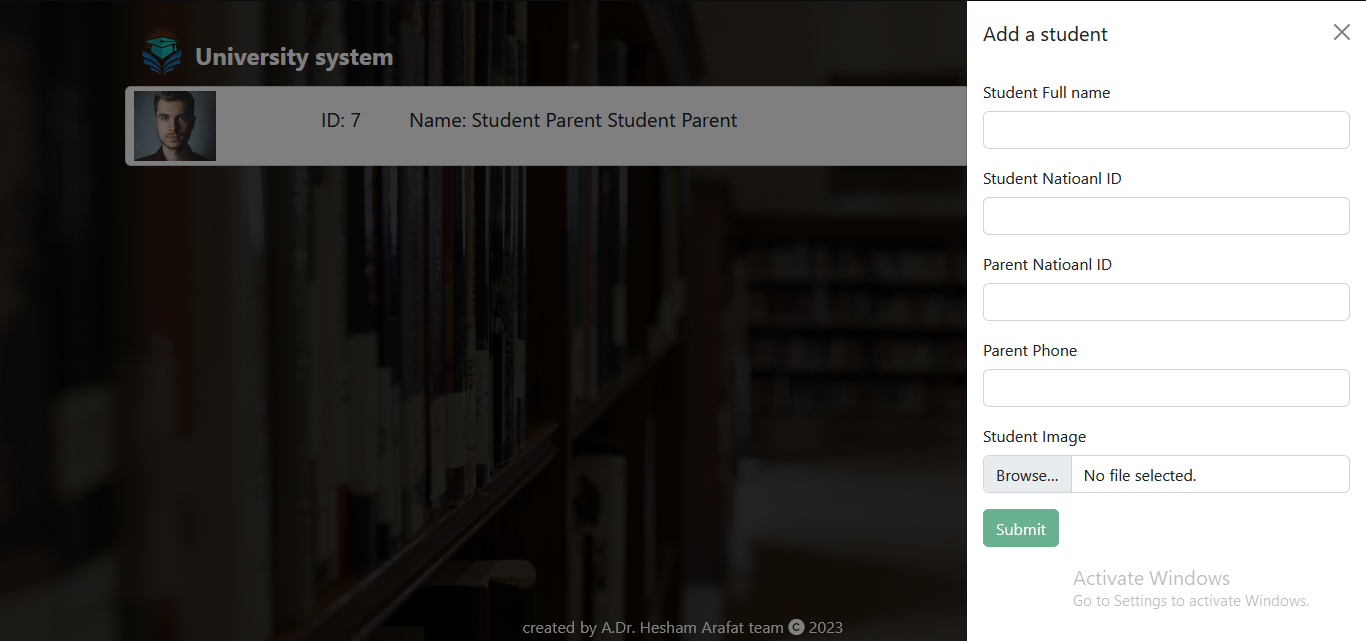 University system
ID: 7 Name: Student Parent Student Parent
Add a student
Student Full name
Student Natioanl ID
Parent Natioanl ID
Parent Phone
Student Image
Browse... No file selected.
Submit
Activate Windows
Go to Settings to activate Windows.
created by A.Dr. Hesham Arafat team © 2023